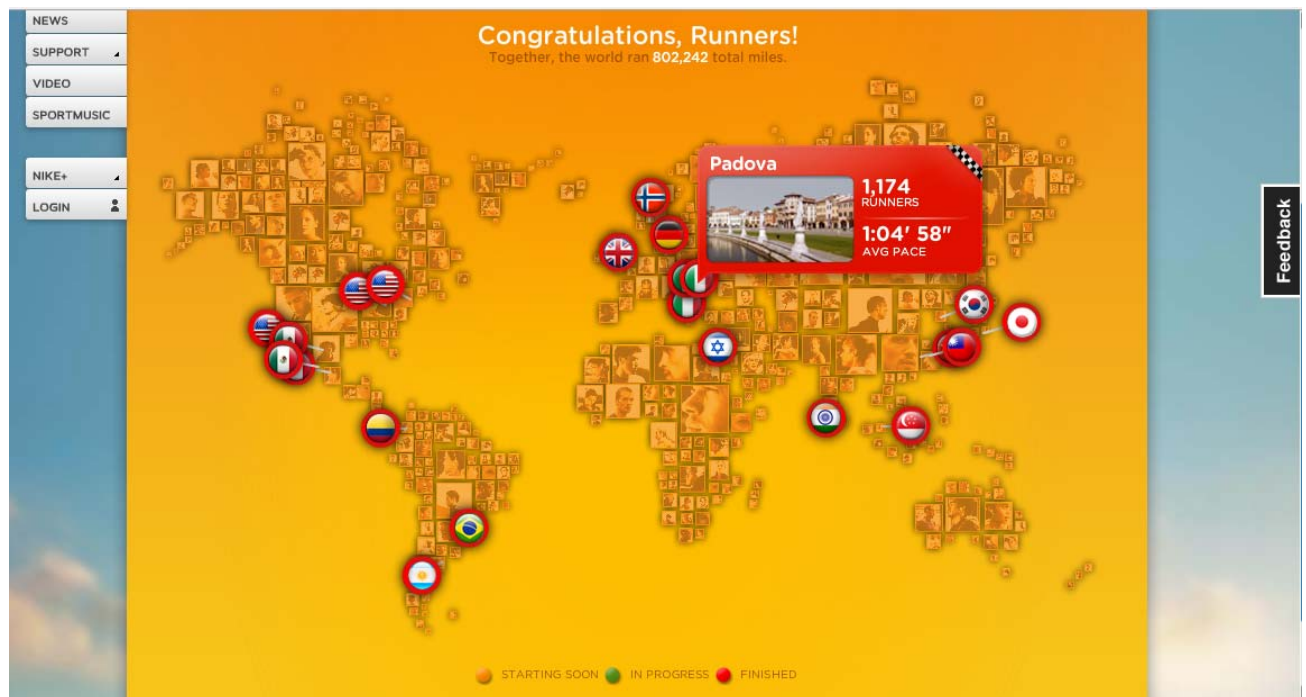 NEWS
SUPPORT
VIDEO
SPORTMUSIC
NIKE+
LOGIN
Congratulations, Runners!
Together, the world ran 802,242 total miles.
Padova
1,174
RUNNERS
1:04' 58"
AVG PACE
Feedback
STARTING SOON IN PROGRESS FINISHED